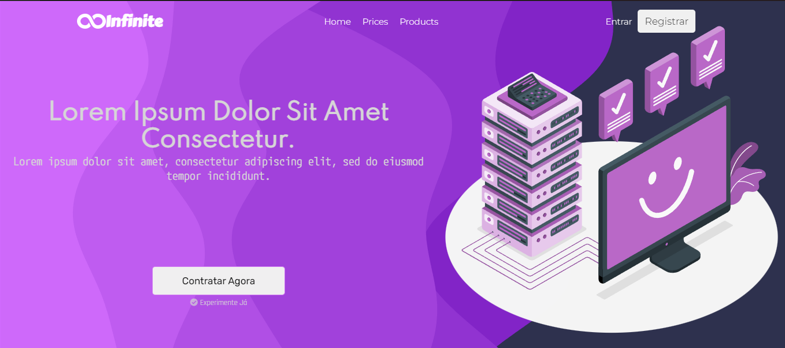 Infinite
Home Prices Products
Entrar Registrar
Lorem Ipsum Dolor Sit Amet
Consectetur.
Lorem ipsum dolor sit amet, consectetur adipiscing elit, sed do eiusmod
tempor incididunt.
Contratar Agora
Experimente Já